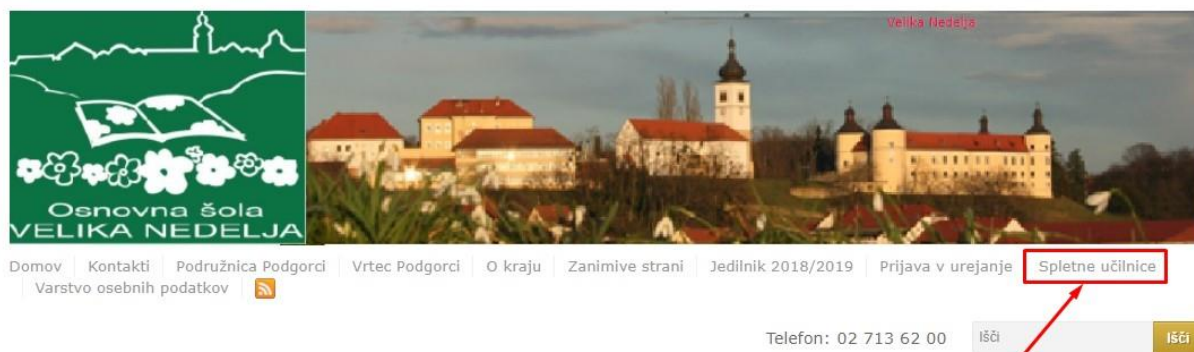 Velika Nedelja
Osnovna šola
VELIKA NEDELJA
Domov Kontakti Podružnica Podgorci Vrtec Podgorci O kraju Zanimive strani Jedilnik 2018/2019 Prijava v urejanje Spletne učilnice
Varstvo osebnih podatkov
Telefon: 02 713 62 00 Išči Išči